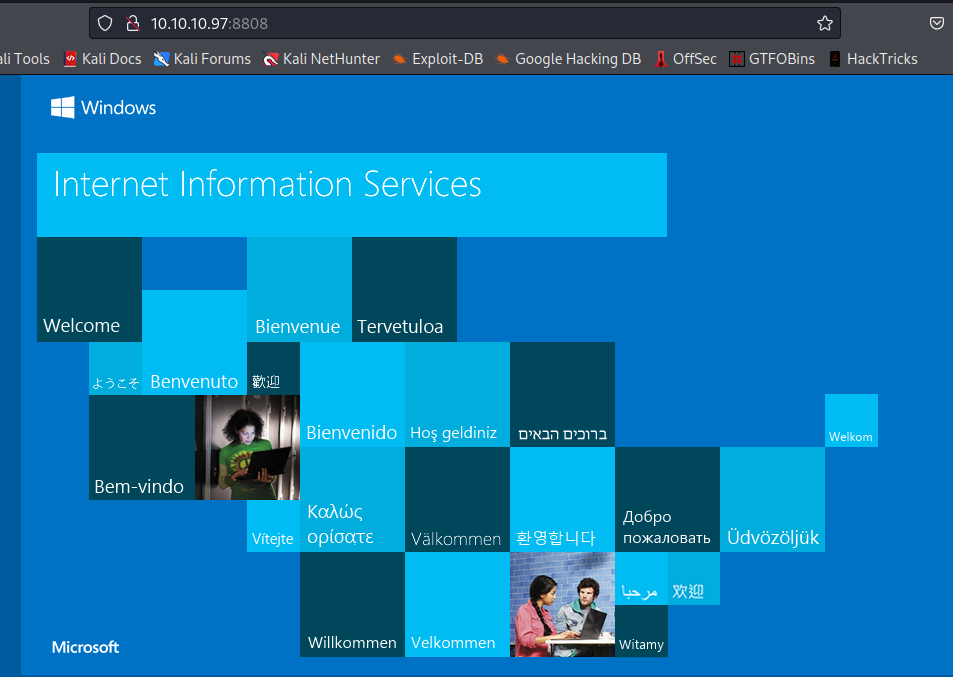 10.10.10.97:8808
ali Tools
Kali Docs
Kali Forums
Kali NetHunter
Exploit-DB
Google Hacking DB
OffSec
GTFOBins
HackTricks
Windows
Internet Information Services
Welcome
Bienvenue
Tervetuloa
ようこそ
Benvenuto
歡迎
Bienvenido
Hoş geldiniz
ברוכים הבאים
Welkom
Bem-vindo
Vítejte
Καλώς
ορίσατε
Välkommen
환영합니다
Добро
пожаловать
Üdvözöljük
مرحبا
欢迎
Willkommen
Velkommen
Witamy
Microsoft